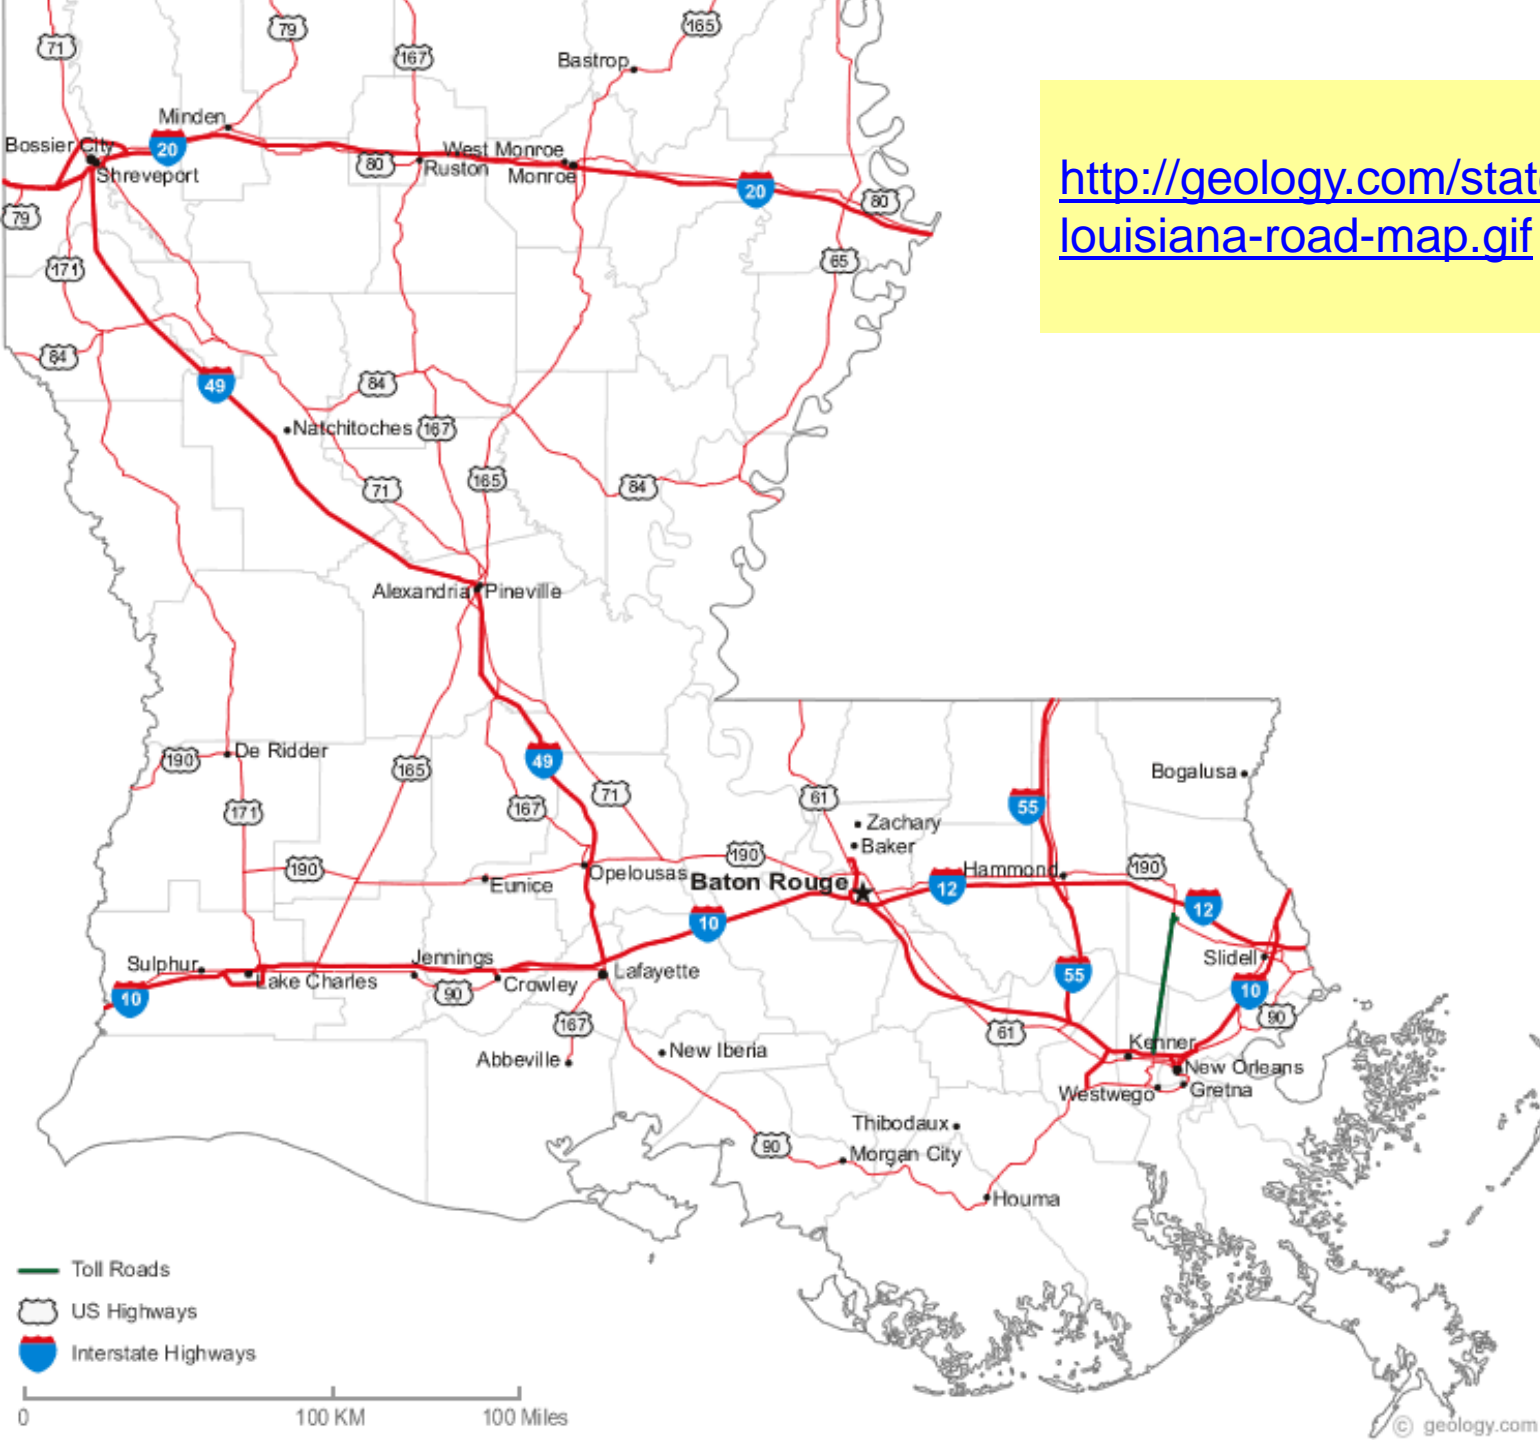 79
165
71
167
Bastrop
Minden
Bossier City
20
West Monroe
80
Ruston
Shreveport
Monroe
20
80
79
http://geology.com/stat
louisiana-road-map.gif
171
65
84
49
84
Natchitoches
167
71
165
84
Alexandria
Pineville
De Ridder
190
165
49
Bogalusa
171
167
71
61
55
Zachary
Baker
190
190
Opelousas
Hammond
190
Eunice
Baton Rouge
12
12
10
Jennings
Sulphur
Lake Charles
Lafayette
Slidell
55
10
90
Crowley
10
90
167
61
Kenner
Abbeville
New Iberia
New Orleans
Westwego
Gretna
Thibodaux
90
Morgan City
Houma
Toll Roads
US Highways
Interstate Highways
0
100 KM
100 Miles
© geology.com